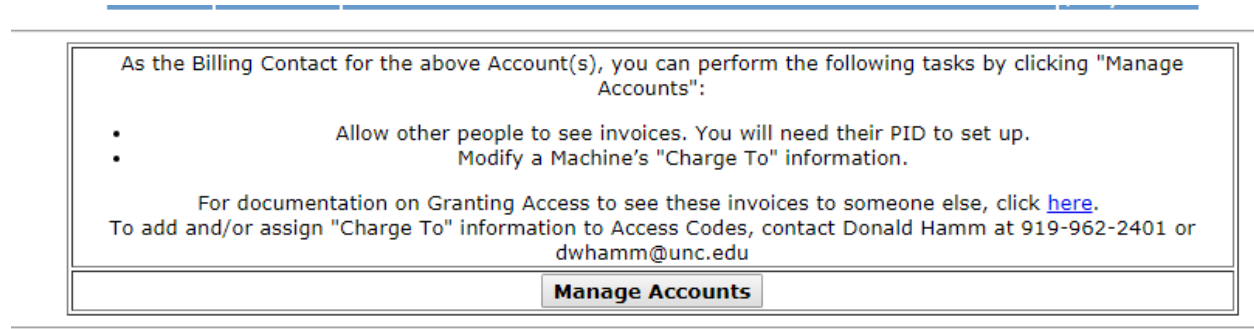 As the Billing Contact for the above Account(s), you can perform the following tasks by clicking "Manage
Accounts":
• Allow other people to see invoices. You will need their PID to set up.
• Modify a Machine’s "Charge To" information.
For documentation on Granting Access to see these invoices to someone else, click here.
To add and/or assign "Charge To" information to Access Codes, contact Donald Hamm at 919-962-2401 or
dwhamm@unc.edu
Manage Accounts